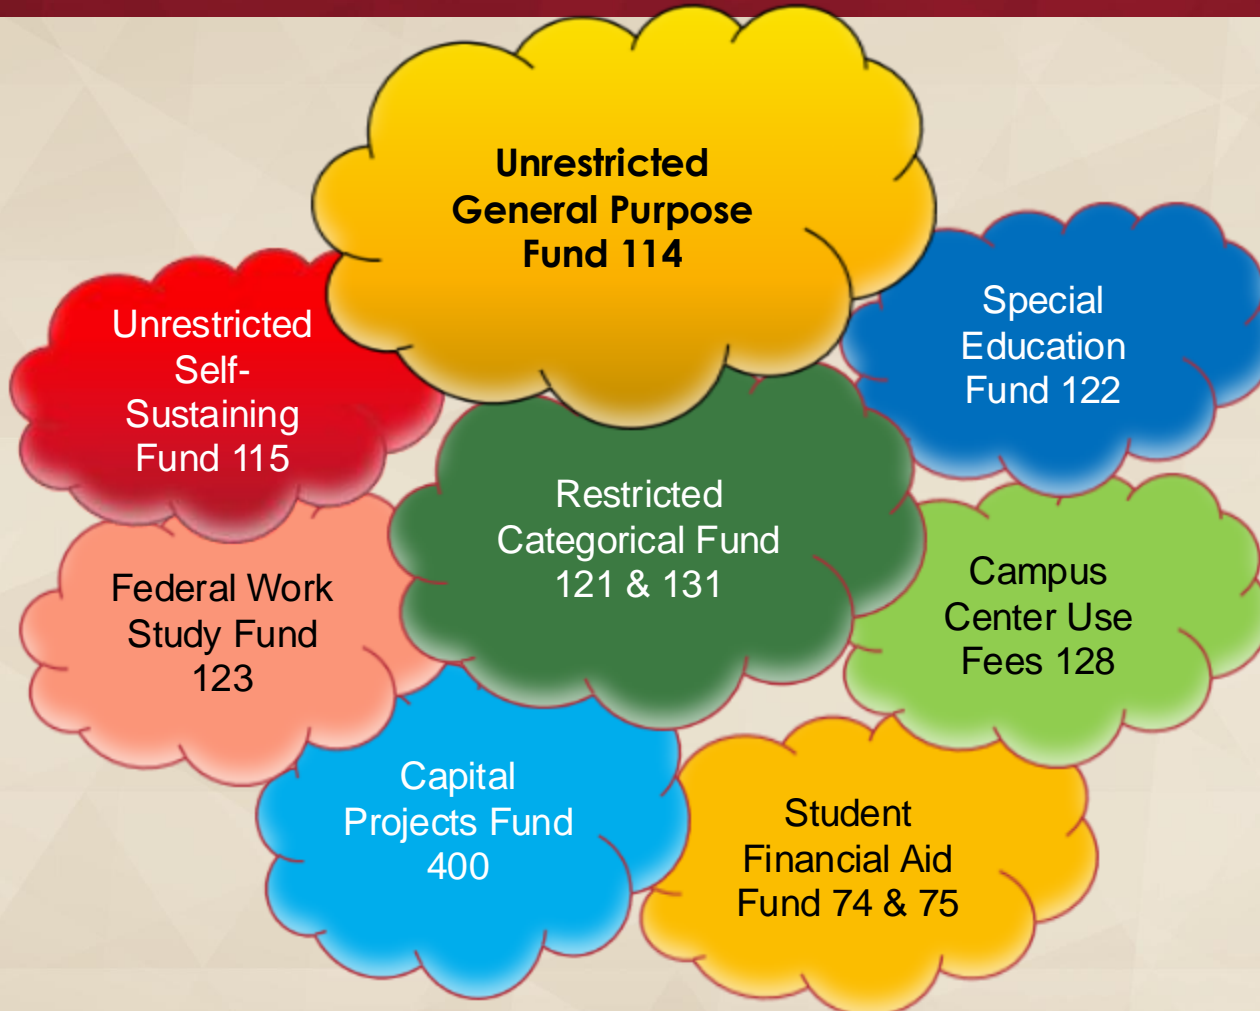 Unrestricted
General Purpose
Fund 114
Unrestricted
Self-
Sustaining
Fund 115
Special
Education
Fund 122
Restricted
Categorical Fund
121 & 131
Federal Work
Study Fund
123
Campus
Center Use
Fees 128
Capital
Projects Fund
400
Student
Financial Aid
Fund 74 & 75